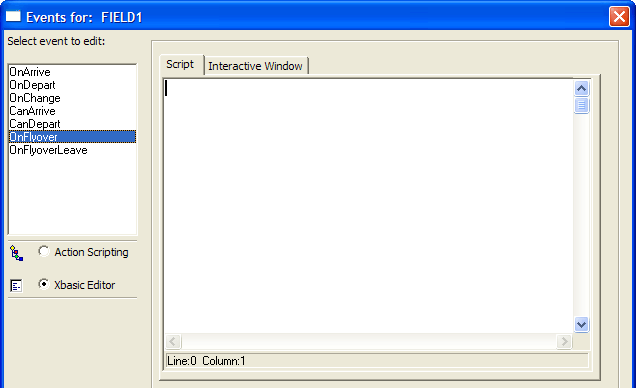 Events for: FIELD1
Select event to edit:
OnArrive
OnDepart
OnChange
CanArrive
CanDepart
OnFlyover
OnFlyoverLeave
Action Scripting
Xbasic Editor
Script
Interactive Window
Line:0 Column:1